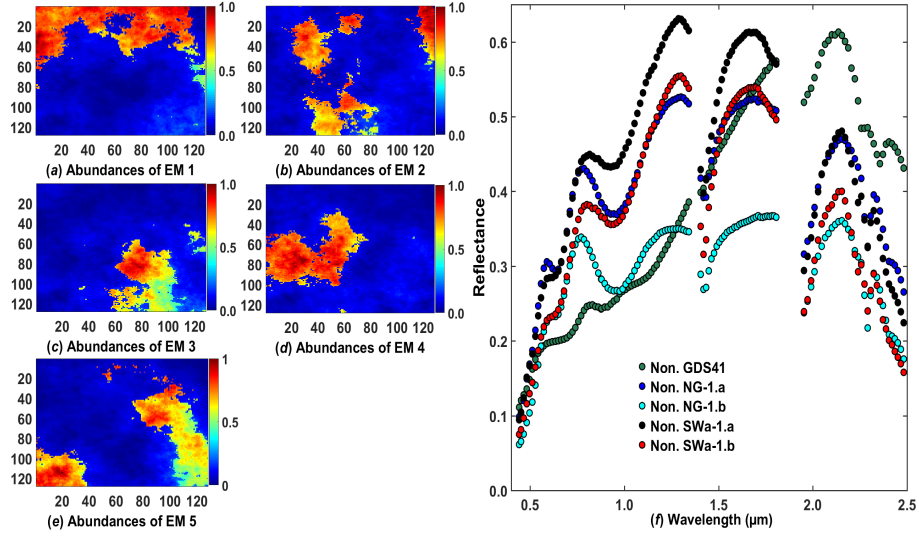 20
40
60
80
100
120
20 40 60 80 100 120
1.0
0.5
0.0
(a) Abundances of EM 1
20
40
60
80
100
120
20 40 60 80 100 120
1.0
0.5
0.0
(b) Abundances of EM 2
20
40
60
80
100
120
20 40 60 80 100 120
1.0
0.5
0.0
(c) Abundances of EM 3
20
40
60
80
100
120
20 40 60 80 100 120
1.0
0.5
0.0
(d) Abundances of EM 4
20
40
60
80
100
120
20 40 60 80 100 120
1
0.5
0
(e) Abundances of EM 5
Reflectance
0.6
0.5
0.4
0.3
0.2
0.1
0.0
0.5 1.0 1.5 2.0 2.5
Non. GDS41
Non. NG-1.a
Non. NG-1.b
Non. SWa-1.a
Non. SWa-1.b
(f) Wavelength (µm)